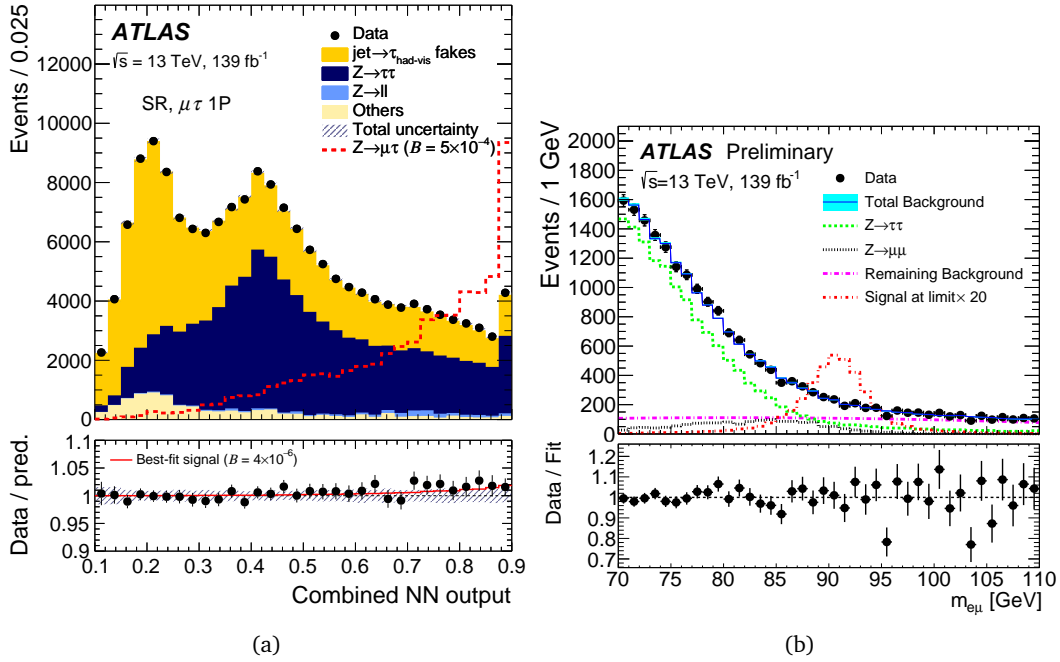 ATLAS
√s = 13 TeV, 139 fb⁻¹
SR, μτ 1P
Data
jet→τhad-vis fakes
Z→ττ
Z→ll
Others
Total uncertainty
Z→μτ (B = 5×10⁻⁴)
Events / 0.025
12000
10000
8000
6000
4000
2000
0
Data / pred.
1.1
1.05
1
0.95
0.9
Best-fit signal (B = 4×10⁻⁶)
0.1 0.2 0.3 0.4 0.5 0.6 0.7 0.8 0.9
Combined NN output
(a)
ATLAS Preliminary
√s=13 TeV, 139 fb⁻¹
Data
Total Background
Z→ττ
Z→μμ
Remaining Background
Signal at limit× 20
Events / 1 GeV
2000
1800
1600
1400
1200
1000
800
600
400
200
0
Data / Fit
1.2
1.1
1.0
0.9
0.8
0.7
70 75 80 85 90 95 100 105 110
meμ [GeV]
(b)